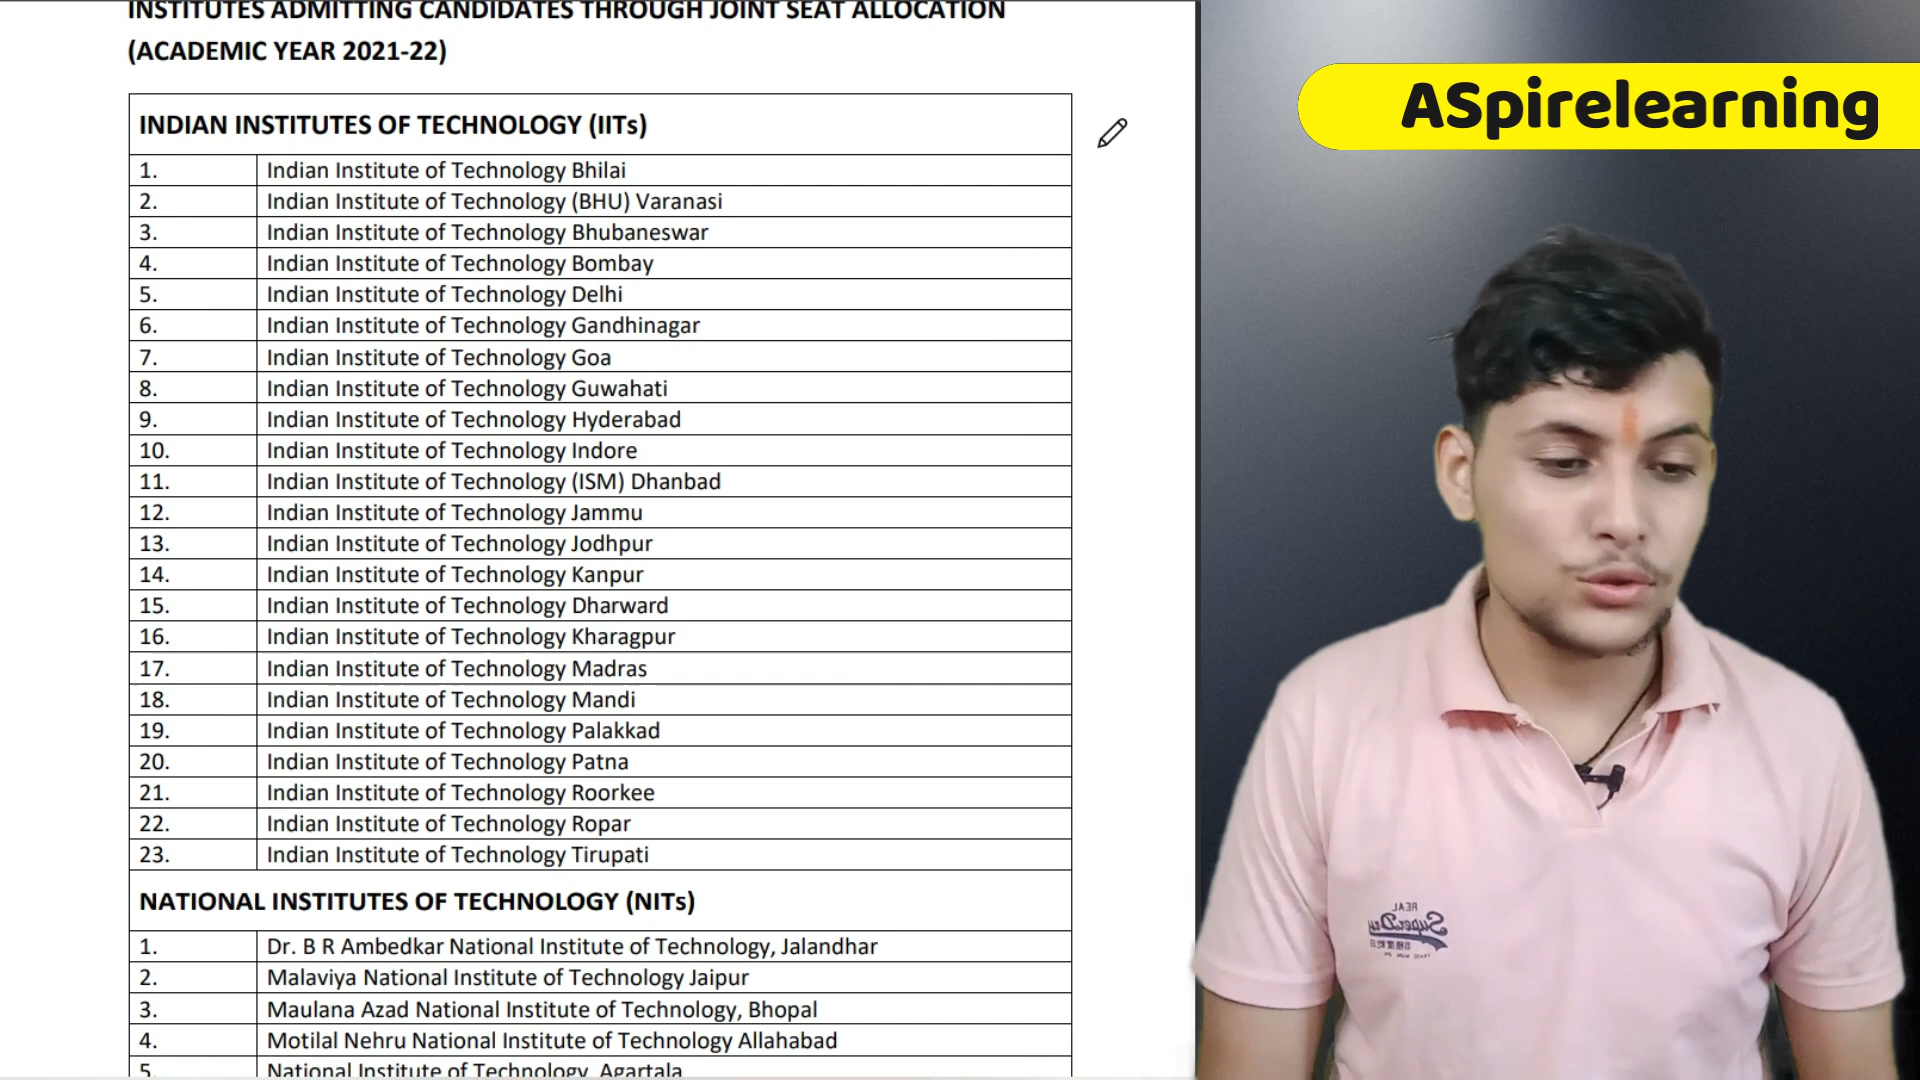 INSTITUTES ADMITTING CANDIDATES THROUGH JOINT SEAT ALLOCATION
(ACADEMIC YEAR 2021-22)
INDIAN INSTITUTES OF TECHNOLOGY (IITs)
1. Indian Institute of Technology Bhilai
2. Indian Institute of Technology (BHU) Varanasi
3. Indian Institute of Technology Bhubaneswar
4. Indian Institute of Technology Bombay
5. Indian Institute of Technology Delhi
6. Indian Institute of Technology Gandhinagar
7. Indian Institute of Technology Goa
8. Indian Institute of Technology Guwahati
9. Indian Institute of Technology Hyderabad
10. Indian Institute of Technology Indore
11. Indian Institute of Technology (ISM) Dhanbad
12. Indian Institute of Technology Jammu
13. Indian Institute of Technology Jodhpur
14. Indian Institute of Technology Kanpur
15. Indian Institute of Technology Dharward
16. Indian Institute of Technology Kharagpur
17. Indian Institute of Technology Madras
18. Indian Institute of Technology Mandi
19. Indian Institute of Technology Palakkad
20. Indian Institute of Technology Patna
21. Indian Institute of Technology Roorkee
22. Indian Institute of Technology Ropar
23. Indian Institute of Technology Tirupati
NATIONAL INSTITUTES OF TECHNOLOGY (NITs)
1. Dr. B R Ambedkar National Institute of Technology, Jalandhar
2. Malaviya National Institute of Technology Jaipur
3. Maulana Azad National Institute of Technology, Bhopal
4. Motilal Nehru National Institute of Technology Allahabad
5. National Institute of Technology, Agartala
ASpirelearning
REAL
SuperDry